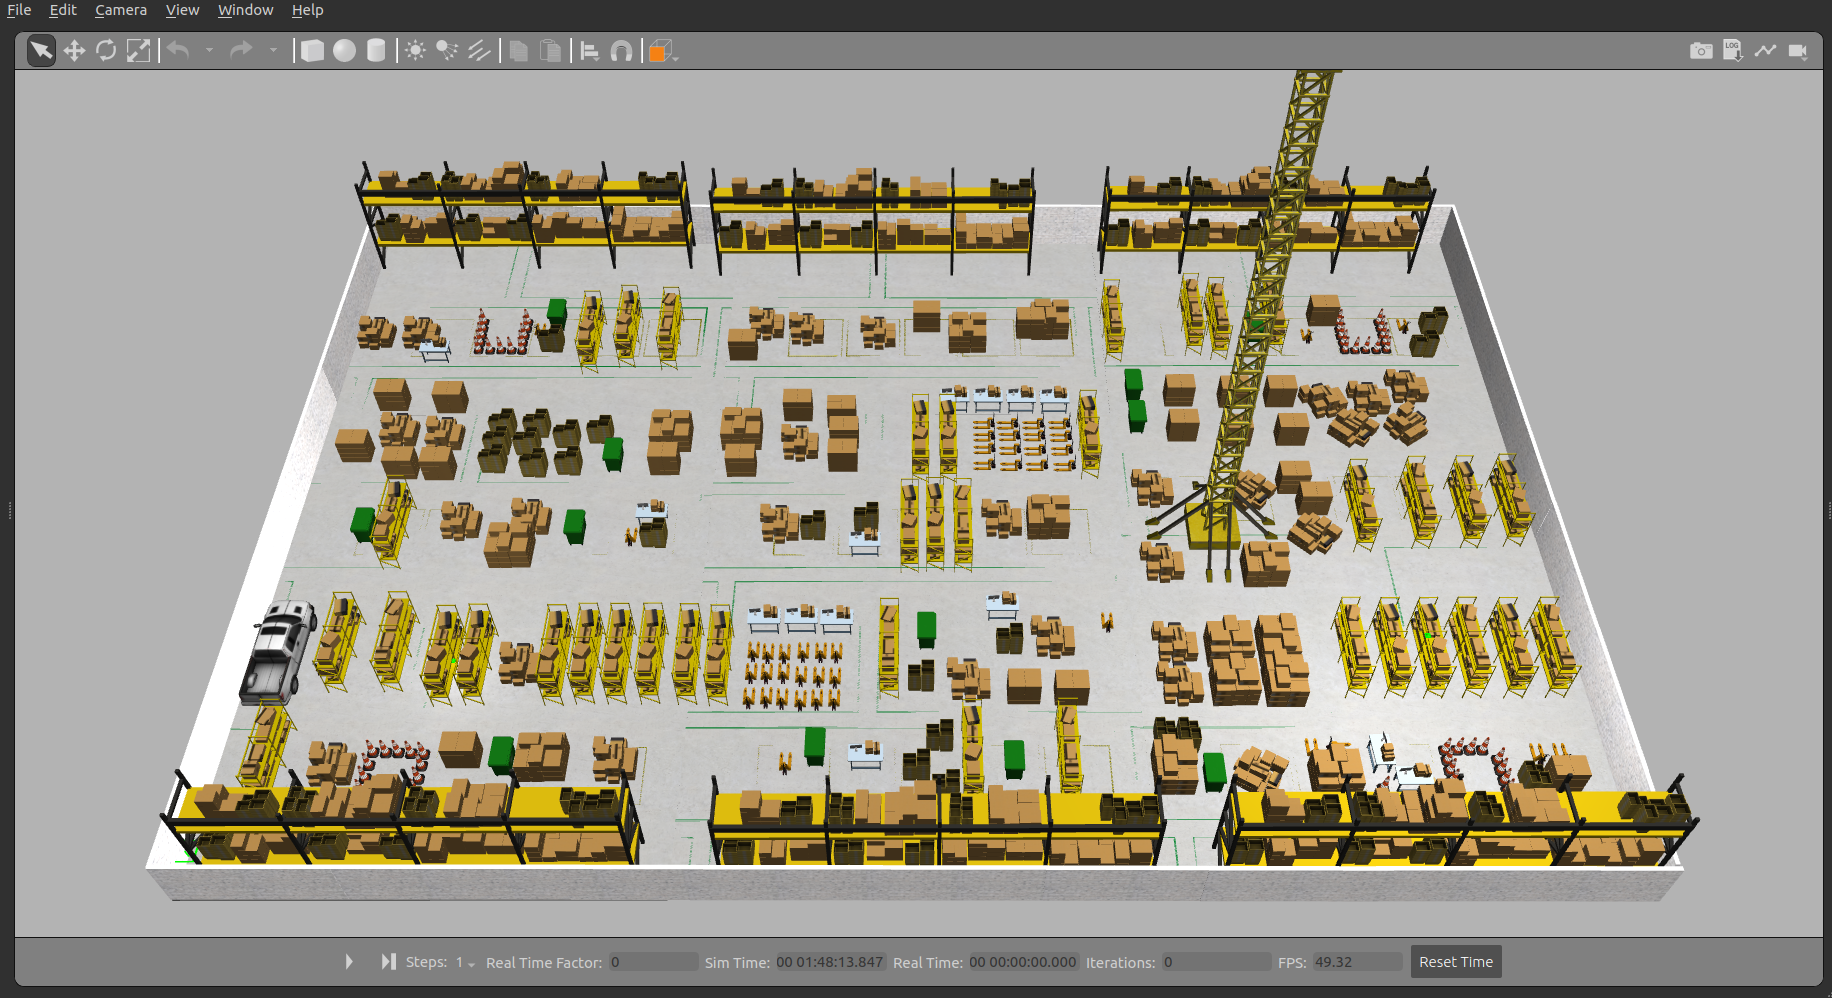 File Edit Camera View Window Help
LOG
Steps: 1 Real Time Factor: 0 Sim Time: 00 01:48:13.847 Real Time: 00 00:00:00.000 Iterations: 0 FPS: 49.32 Reset Time